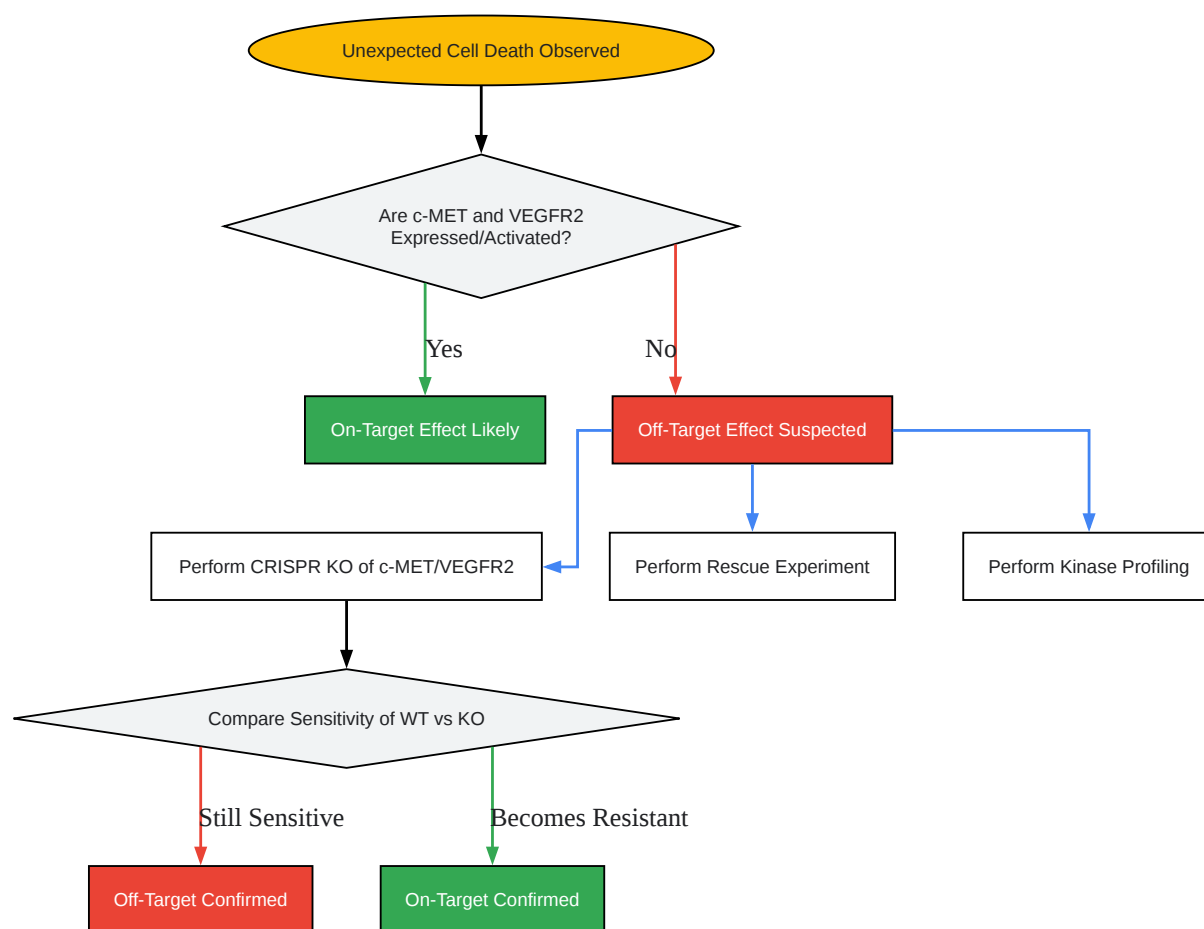 Unexpected Cell Death Observed
Are c-MET and VEGFR2
Expressed/Activated?
Yes
No
On-Target Effect Likely
Off-Target Effect Suspected
Perform CRISPR KO of c-MET/VEGFR2
Perform Rescue Experiment
Perform Kinase Profiling
Compare Sensitivity of WT vs KO
Still Sensitive
Becomes Resistant
Off-Target Confirmed
On-Target Confirmed